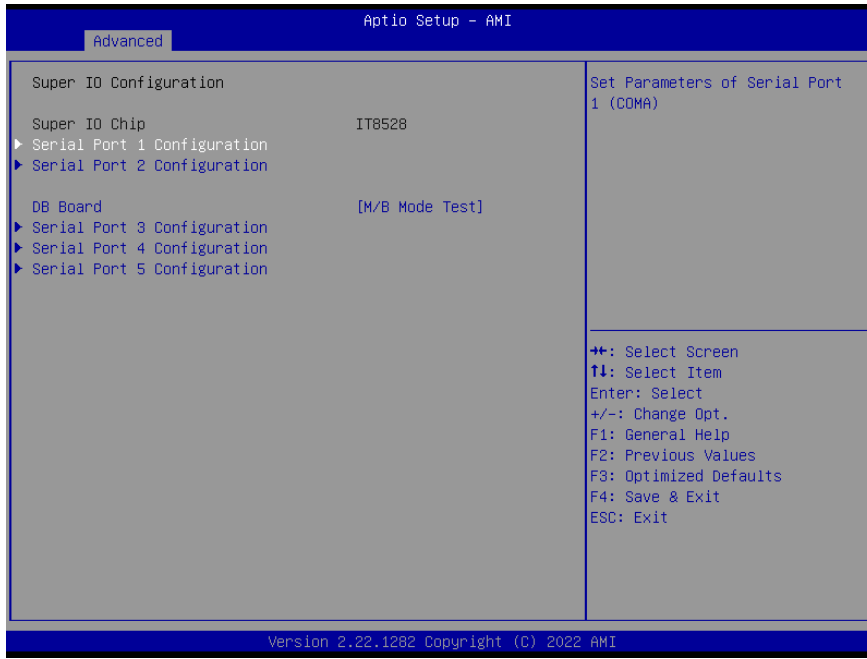 Aptio Setup - AMI
Advanced
Super IO Configuration
Super IO Chip IT8528
Serial Port 1 Configuration
Serial Port 2 Configuration
DB Board [M/B Mode Test]
Serial Port 3 Configuration
Serial Port 4 Configuration
Serial Port 5 Configuration
Set Parameters of Serial Port
1 (COMA)
→←: Select Screen
↑↓: Select Item
Enter: Select
+/-: Change Opt.
F1: General Help
F2: Previous Values
F3: Optimized Defaults
F4: Save & Exit
ESC: Exit
Version 2.22.1282 Copyright (C) 2022 AMI